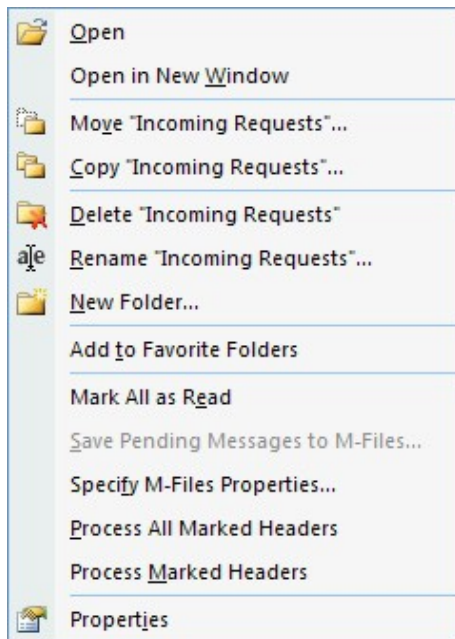 Open
Open in New Window
Move "Incoming Requests"...
Copy "Incoming Requests"...
Delete "Incoming Requests"
Rename "Incoming Requests"...
New Folder...
Add to Favorite Folders
Mark All as Read
Save Pending Messages to M-Files...
Specify M-Files Properties...
Process All Marked Headers
Process Marked Headers
Properties